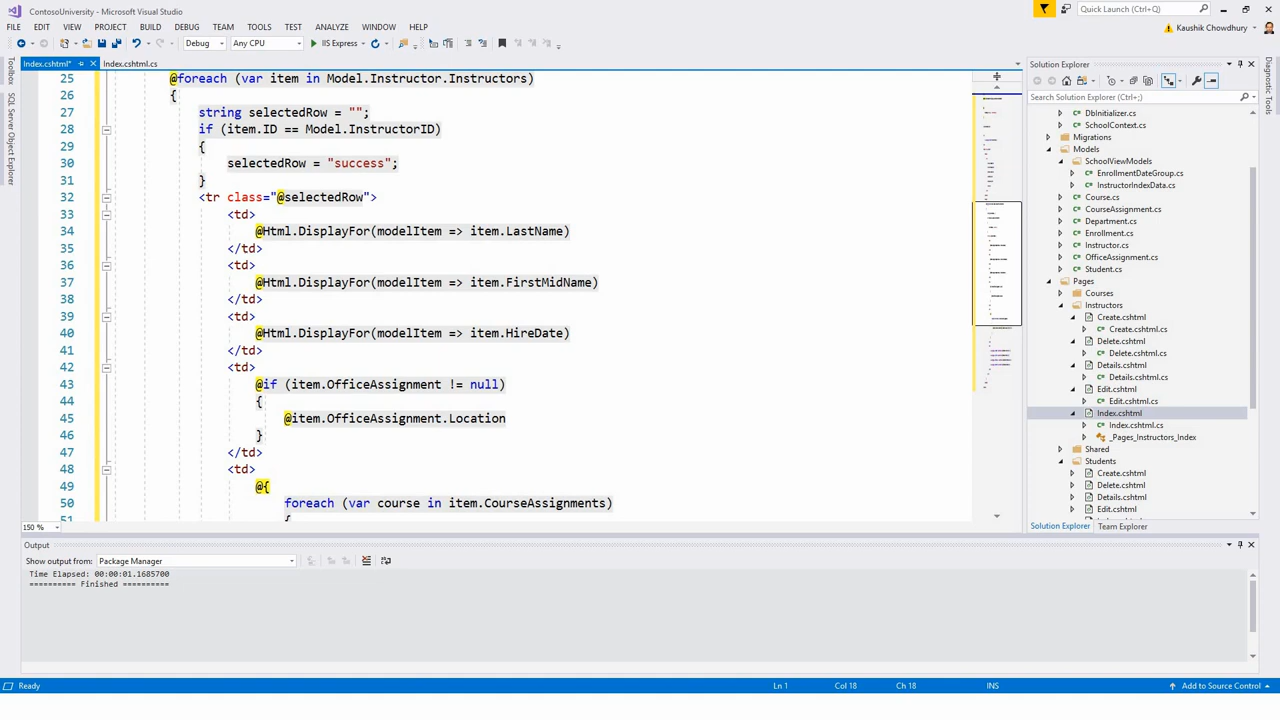 ContosoUniversity - Microsoft Visual Studio
Quick Launch (Ctrl+Q)
FILE EDIT VIEW PROJECT BUILD DEBUG TEAM TOOLS TEST ANALYZE WINDOW HELP
Kaushik Chowdhury
Debug Any CPU IIS Express
Index.cshtml* Index.cshtml.cs
Toolbox
SQL Server Object Explorer
25 @foreach (var item in Model.Instructor.Instructors)
26 {
27 string selectedRow = "";
28 if (item.ID == Model.InstructorID)
29 {
30 selectedRow = "success";
31 }
32 <tr class="@selectedRow">
33 <td>
34 @Html.DisplayFor(modelItem => item.LastName)
35 </td>
36 <td>
37 @Html.DisplayFor(modelItem => item.FirstMidName)
38 </td>
39 <td>
40 @Html.DisplayFor(modelItem => item.HireDate)
41 </td>
42 <td>
43 @if (item.OfficeAssignment != null)
44 {
45 @item.OfficeAssignment.Location
46 }
47 </td>
48 <td>
49 @{
50 foreach (var course in item.CourseAssignments)
51 {
150 %
Solution Explorer
Search Solution Explorer (Ctrl+;)
DbInitializer.cs
SchoolContext.cs
Migrations
Models
SchoolViewModels
EnrollmentDateGroup.cs
InstructorIndexData.cs
Course.cs
CourseAssignment.cs
Department.cs
Enrollment.cs
Instructor.cs
OfficeAssignment.cs
Student.cs
Pages
Courses
Instructors
Create.cshtml
Create.cshtml.cs
Delete.cshtml
Delete.cshtml.cs
Details.cshtml
Details.cshtml.cs
Edit.cshtml
Edit.cshtml.cs
Index.cshtml
Index.cshtml.cs
_Pages_Instructors_Index
Shared
Students
Create.cshtml
Delete.cshtml
Details.cshtml
Edit.cshtml
Solution Explorer Team Explorer
Diagnostic Tools
Output
Show output from: Package Manager
Time Elapsed: 00:00:01.1685700
========== Finished ==========
Ready Ln 1 Col 18 Ch 18 INS Add to Source Control